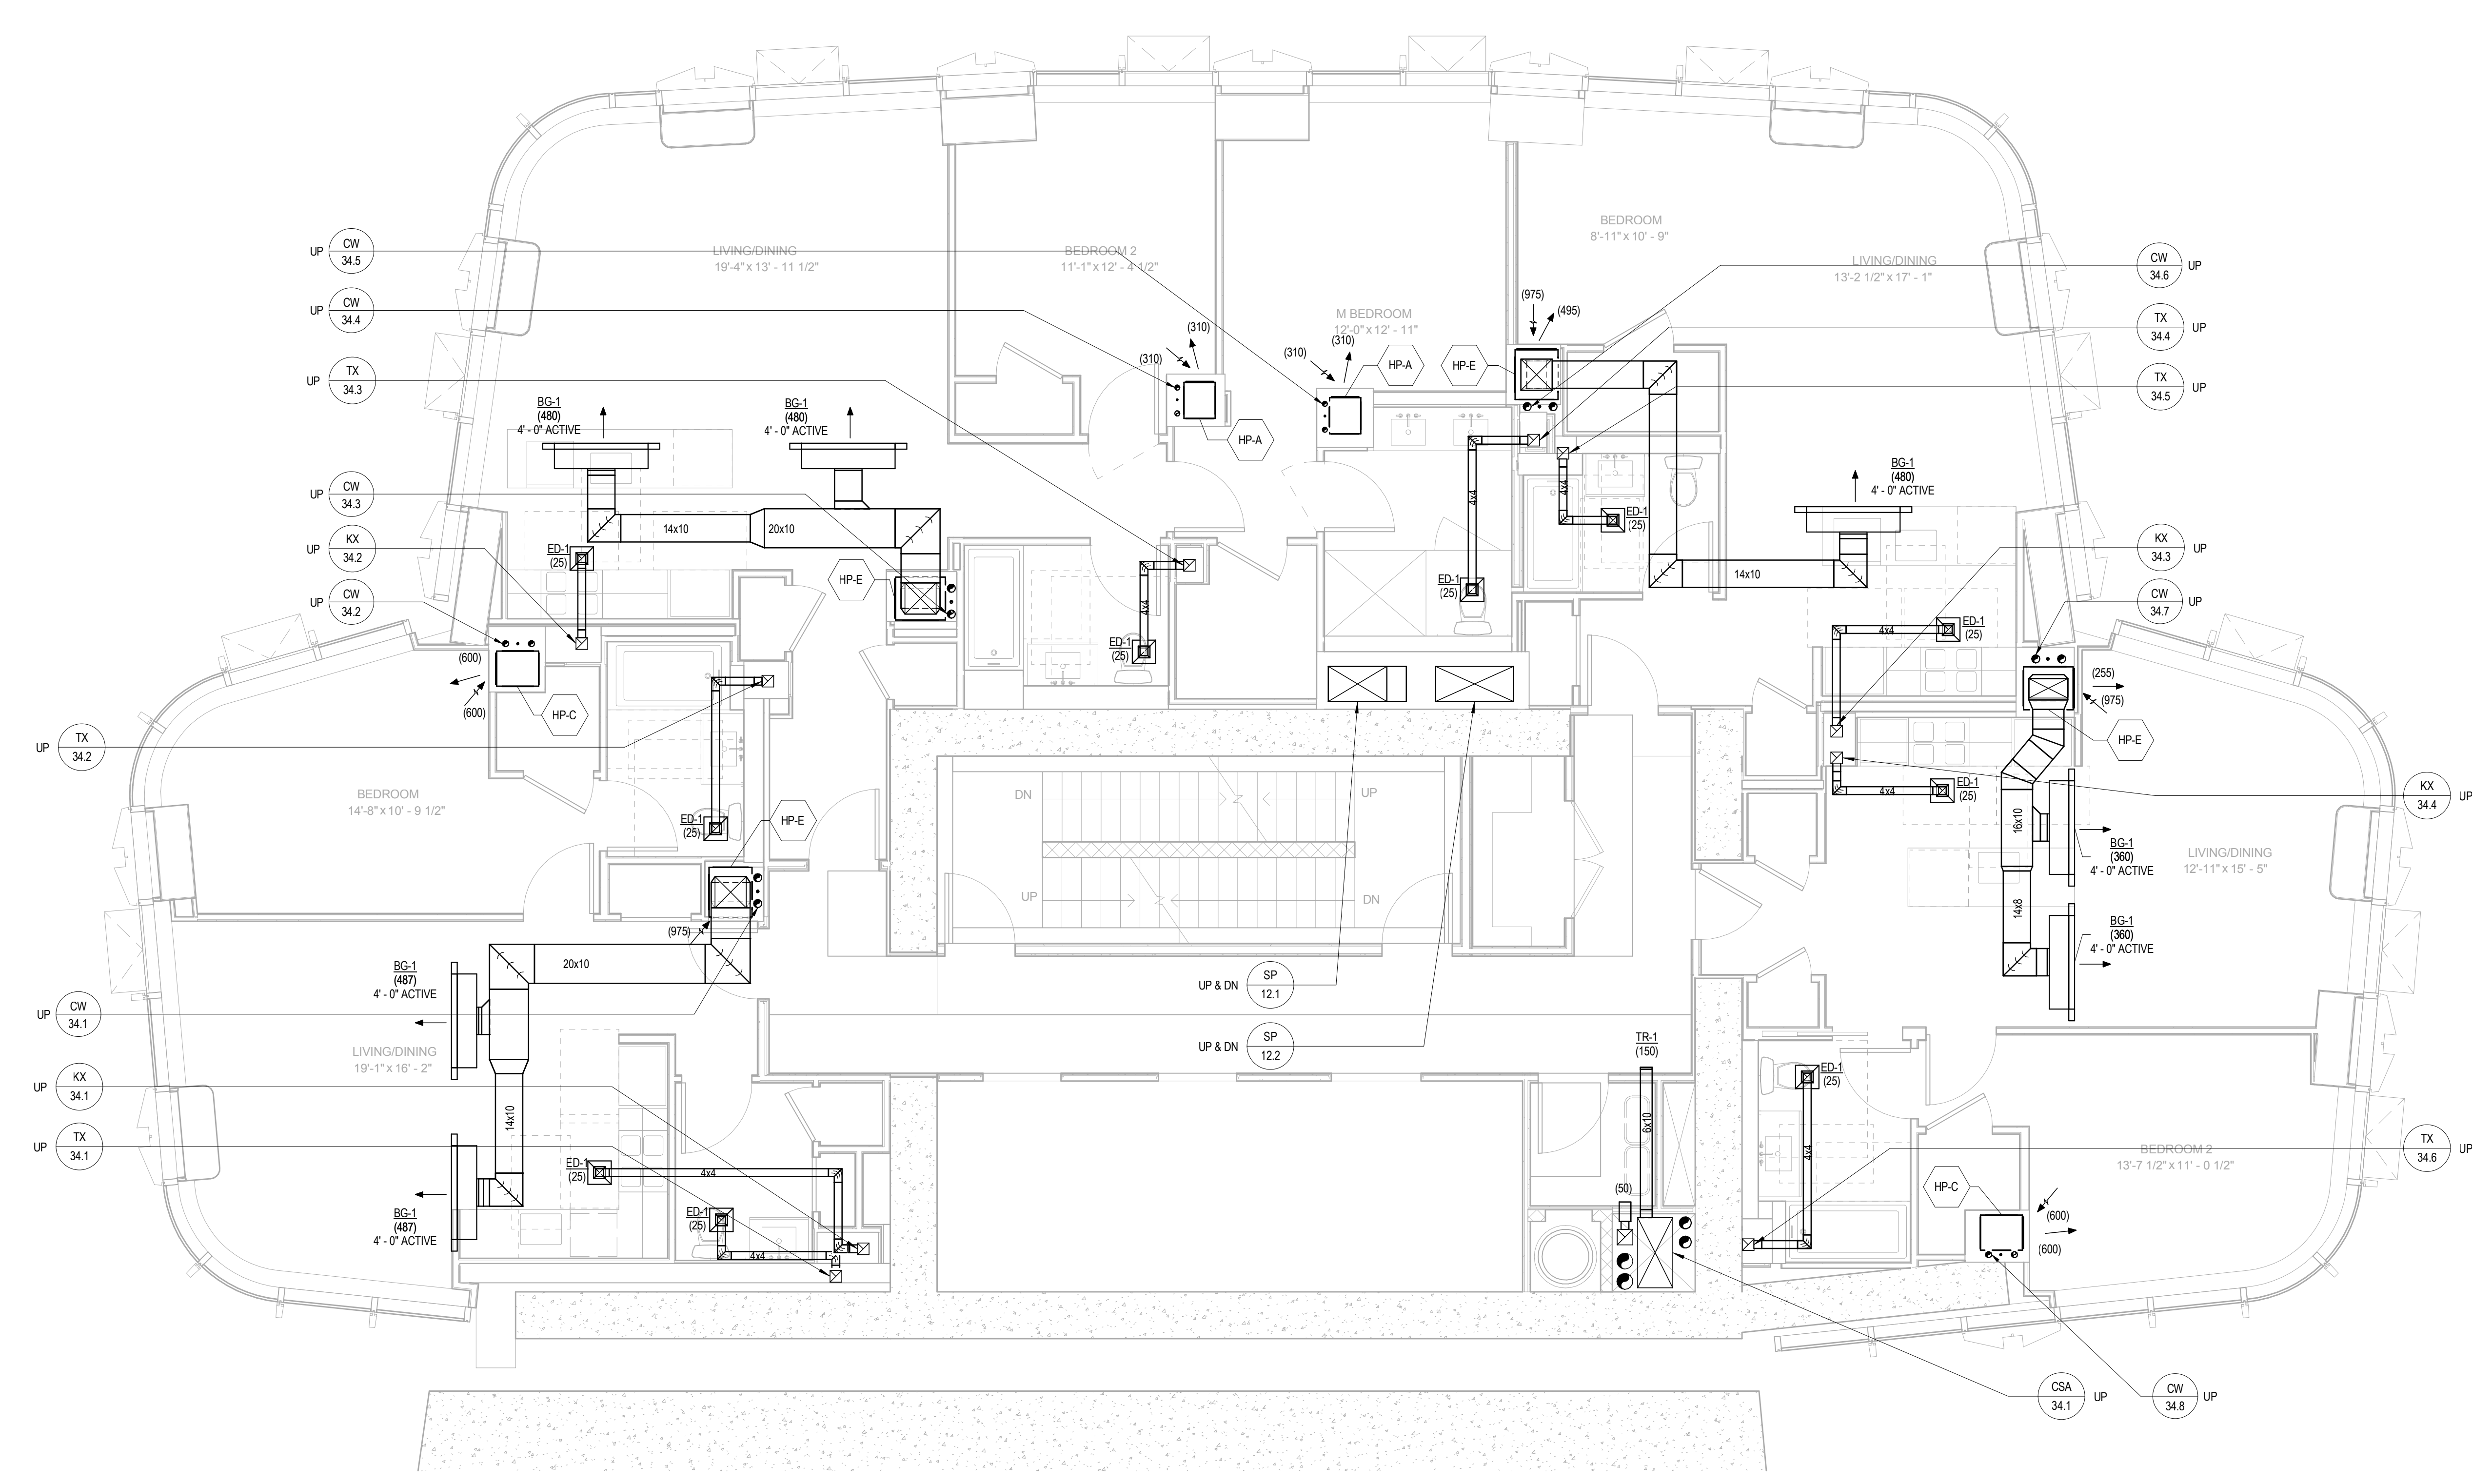 BEDROOM
8'-11" x 10' - 9"
UP
CW
34.5
LIVING/DINING
19'-4" x 13' - 11 1/2"
BEDROOM 2
11'-1" x 12' - 4 1/2"
LIVING/DINING
13'-2 1/2" x 17' - 1"
CW
34.6
UP
UP
CW
34.4
M BEDROOM
12'-0" x 12' - 11"
(975)
(495)
TX
34.4
UP
(310)
(310)
(310)
(310)
HP-A
HP-E
UP
TX
34.3
TX
34.5
UP
BG-1
(480)
4' - 0" ACTIVE
BG-1
(480)
4' - 0" ACTIVE
HP-A
BG-1
(480)
4' - 0" ACTIVE
UP
CW
34.3
4x4
4x4
ED-1
(25)
14x10
20x10
UP
KX
34.2
ED-1
(25)
KX
34.3
UP
HP-E
ED-1
(25)
14x10
UP
CW
34.2
4x4
CW
34.7
UP
ED-1
(25)
4x4
ED-1
(25)
(600)
(600)
HP-C
(255)
(975)
HP-E
UP
TX
34.2
BEDROOM
14'-8" x 10' - 9 1/2"
ED-1
(25)
HP-E
DN
UP
UP
DN
4x4
ED-1
(25)
KX
34.4
UP
16x10
BG-1
(360)
4' - 0" ACTIVE
LIVING/DINING
12'-11" x 15' - 5"
14x8
BG-1
(360)
4' - 0" ACTIVE
(975)
20x10
BG-1
(487)
4' - 0" ACTIVE
UP & DN
SP
12.1
UP
CW
34.1
UP & DN
SP
12.2
TR-1
(150)
LIVING/DINING
19'-1" x 16' - 2"
UP
KX
34.1
14x10
6x10
ED-1
(25)
4x4
UP
TX
34.1
ED-1
(25)
4x4
BEDROOM 2
13'-7 1/2" x 11' - 0 1/2"
TX
34.6
UP
HP-C
(50)
BG-1
(487)
4' - 0" ACTIVE
ED-1
(25)
4x4
(600)
(600)
CSA
34.1
UP
CW
34.8
UP